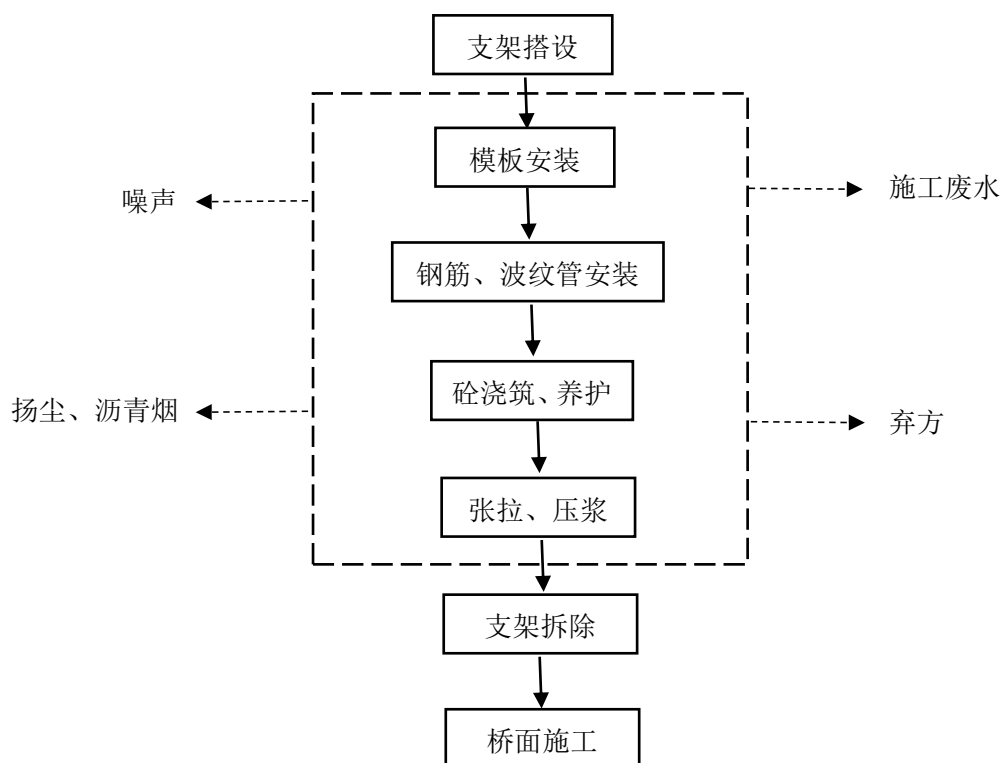 支架搭设
模板安装
噪声
施工废水
钢筋、波纹管安装
砼浇筑、养护
扬尘、沥青烟
弃方
张拉、压浆
支架拆除
桥面施工